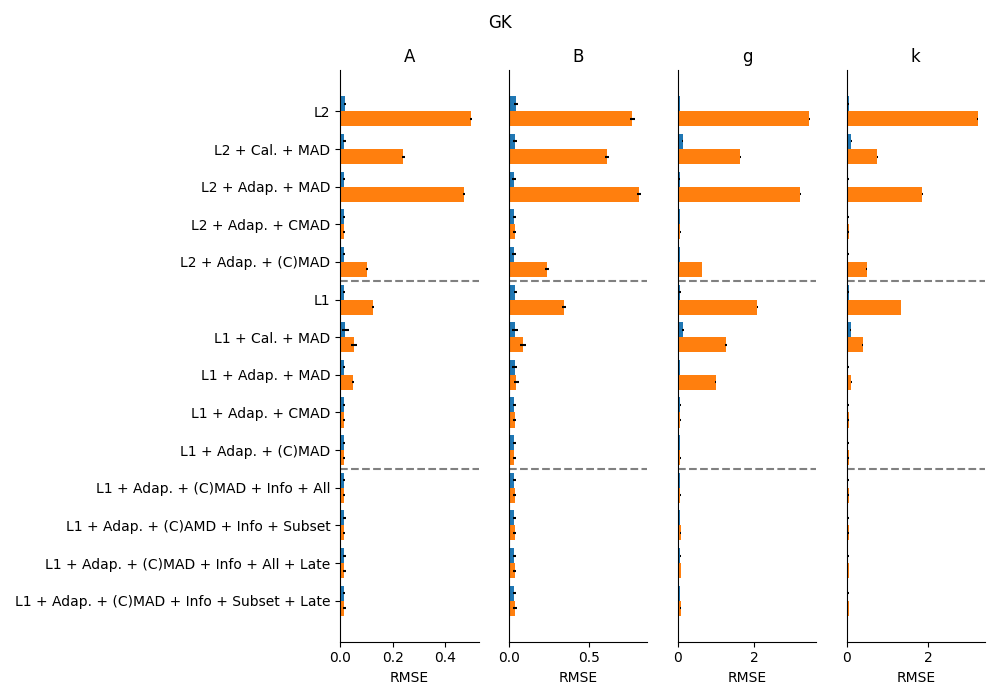 GK
A B g k
L2
L2 + Cal. + MAD
L2 + Adap. + MAD
L2 + Adap. + CMAD
L2 + Adap. + (C)MAD
L1
L1 + Cal. + MAD
L1 + Adap. + MAD
L1 + Adap. + CMAD
L1 + Adap. + (C)MAD
L1 + Adap. + (C)MAD + Info + All
L1 + Adap. + (C)AMD + Info + Subset
L1 + Adap. + (C)MAD + Info + All + Late
L1 + Adap. + (C)MAD + Info + Subset + Late
0.0 0.2 0.4 0.0 0.5 0 2 0 2
RMSE RMSE RMSE RMSE